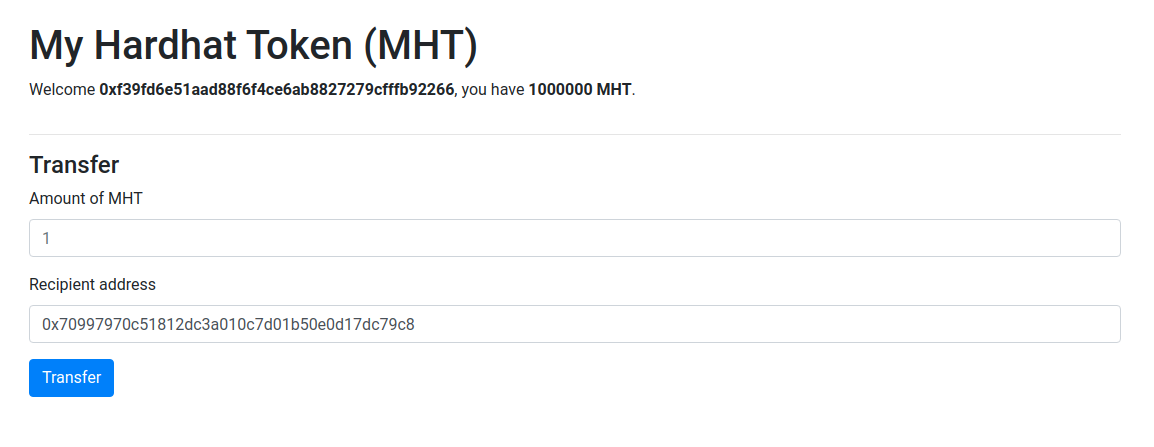 My Hardhat Token (MHT)
Welcome 0xf39fd6e51aad88f6f4ce6ab8827279cfffb92266, you have 1000000 MHT.
Transfer
Amount of MHT
1
Recipient address
0x70997970c51812dc3a010c7d01b50e0d17dc79c8
Transfer